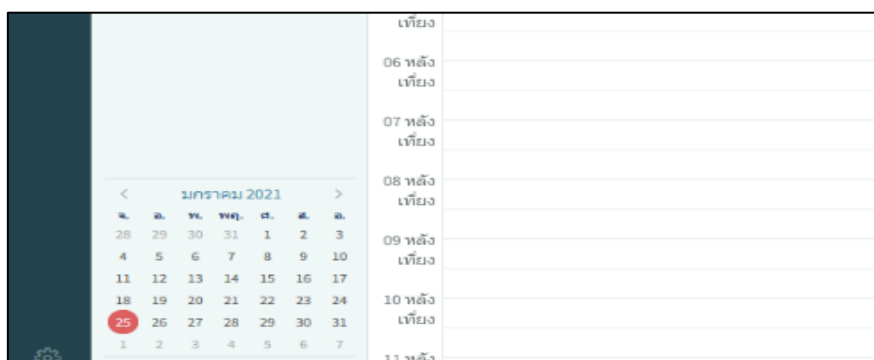 เที่ยง
06 หลัง
เที่ยง
07 หลัง
เที่ยง
08 หลัง
เที่ยง
09 หลัง
เที่ยง
10 หลัง
เที่ยง
11 หลัง
< มกราคม 2021 >
จ. อ. พ. พฤ. ศ. ส. อ.
28 29 30 31 1 2 3
4 5 6 7 8 9 10
11 12 13 14 15 16 17
18 19 20 21 22 23 24
25 26 27 28 29 30 31
1 2 3 4 5 6 7